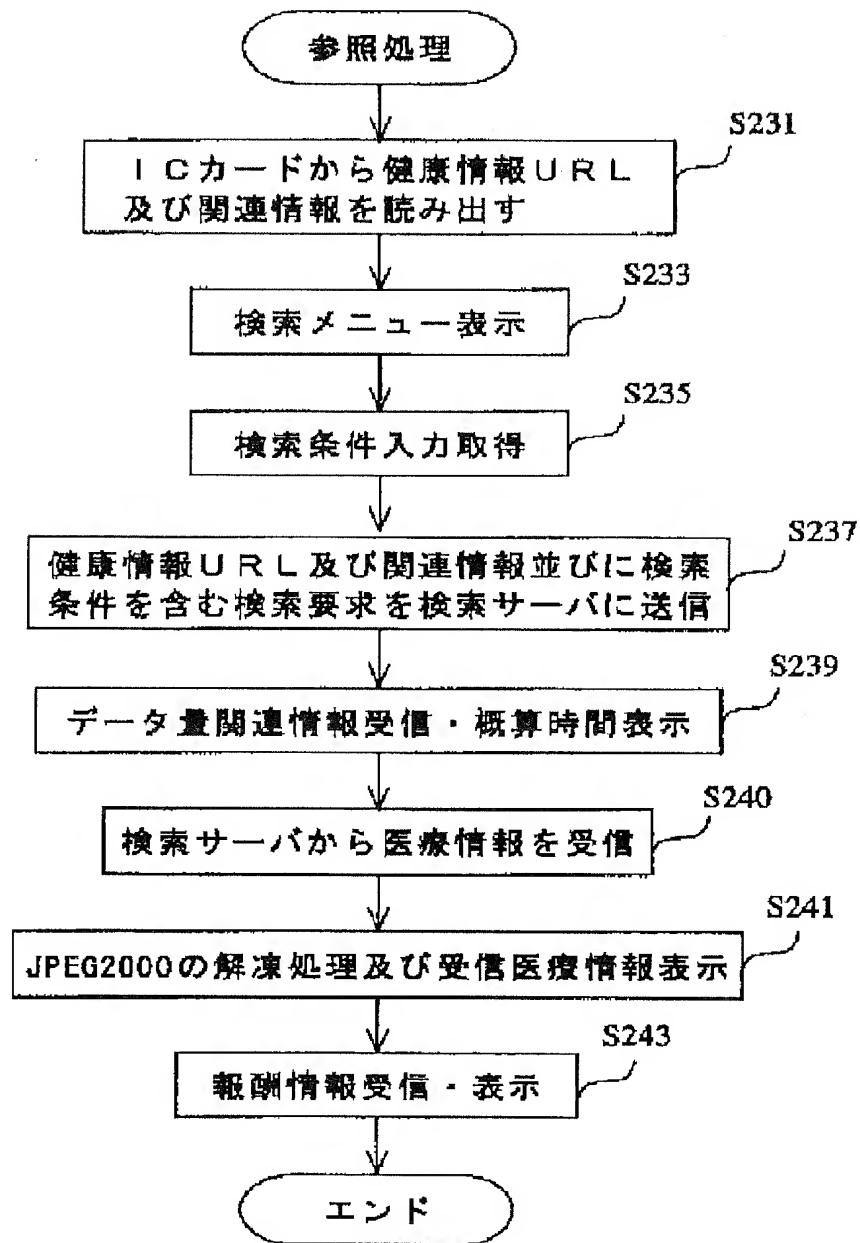 参照処理
S231
ICカードから健康情報URL
及び関連情報を読み出す
S233
検索メニュー表示
S235
検索条件入力取得
S237
健康情報URL及び関連情報並びに検索
条件を含む検索要求を検索サーバに送信
S239
データ量関連情報受信・概算時間表示
S240
検索サーバから医療情報を受信
S241
JPEG2000の解凍処理及び受信医療情報表示
S243
報酬情報受信・表示
エンド